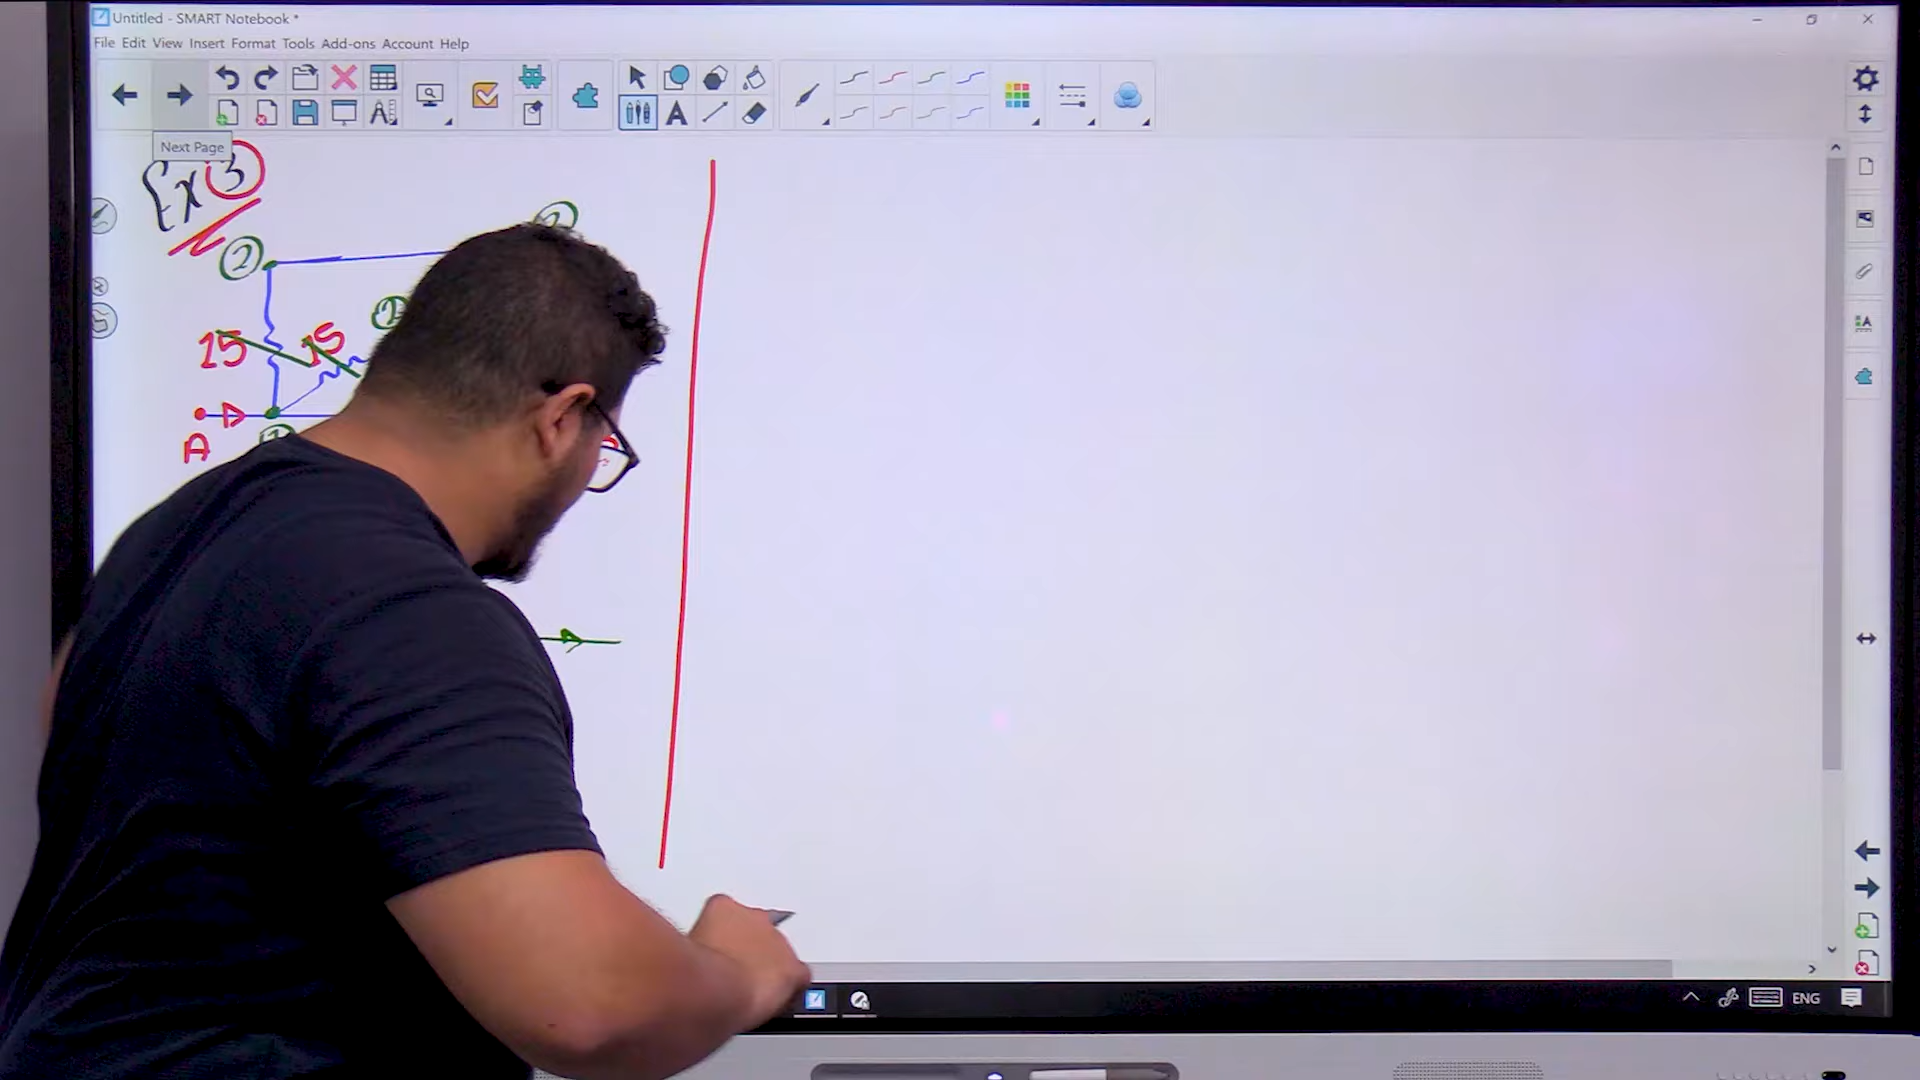 Untitled - SMART Notebook *
File Edit View Insert Format Tools Add-ons Account Help
Next Page
Ex 3
2
2
2
15 15
A
1
ENG